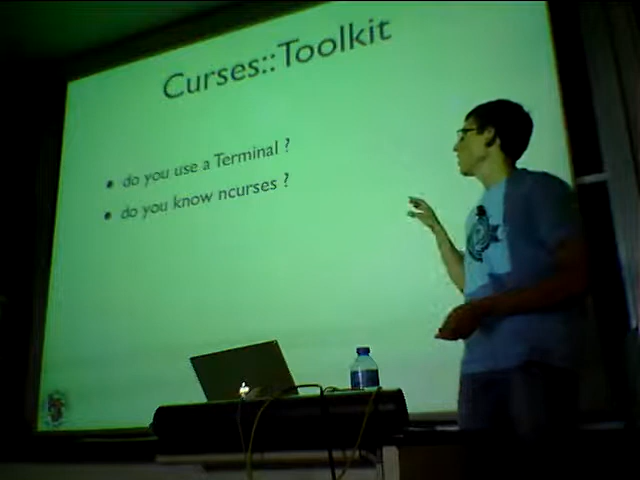 Curses::Toolkit
• do you use a Terminal ?
• do you know ncurses ?